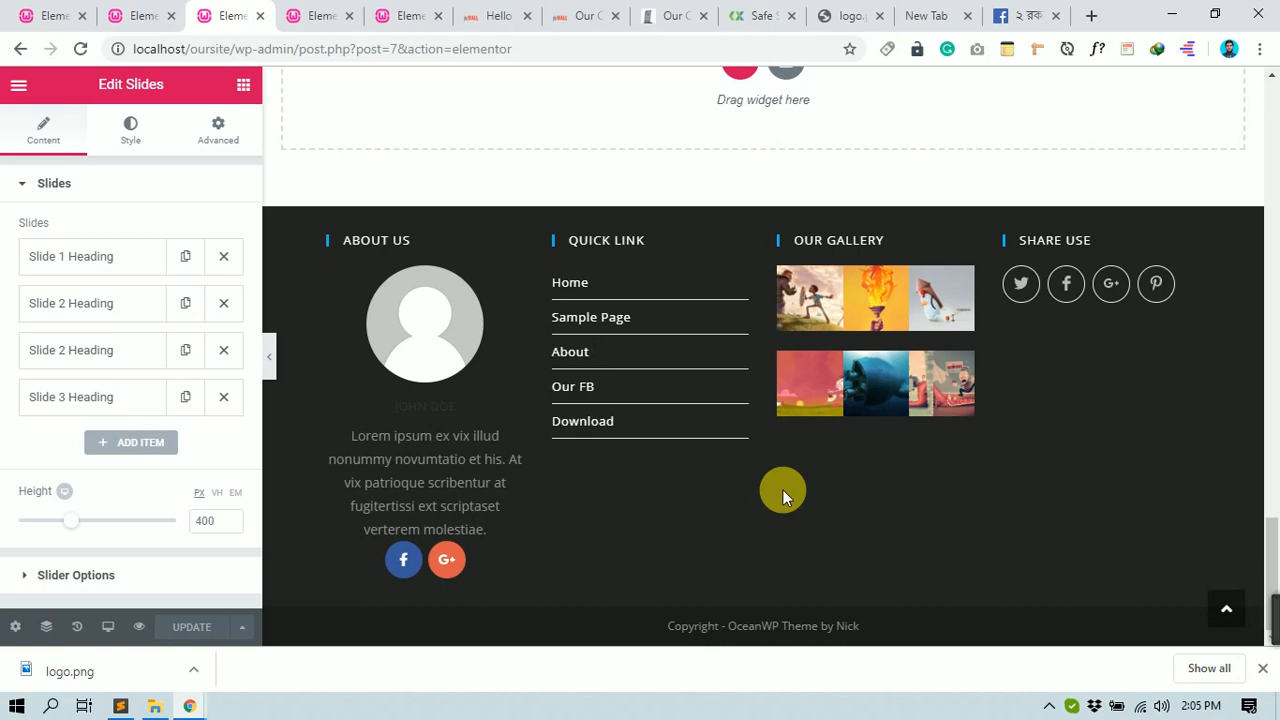 Eleme
Eleme
Eleme
Eleme
Eleme
Hello
Our C
Our C
Safe S
logo.p
New Tab
২ রক
localhost/oursite/wp-admin/post.php?post=7&action=elementor
Edit Slides
Content
Style
Advanced
Slides
Slides
Slide 1 Heading
Slide 2 Heading
Slide 2 Heading
Slide 3 Heading
ADD ITEM
Height
PX VH EM
400
Slider Options
UPDATE
Drag widget here
ABOUT US
JOHN DOE
Lorem ipsum ex vix illud
nonummy novumtatio et his. At
vix patrioque scribentur at
fugitertissi ext scriptaset
verterem molestiae.
QUICK LINK
Home
Sample Page
About
Our FB
Download
OUR GALLERY
SHARE USE
Copyright - OceanWP Theme by Nick
logo.png
Show all
2:05 PM